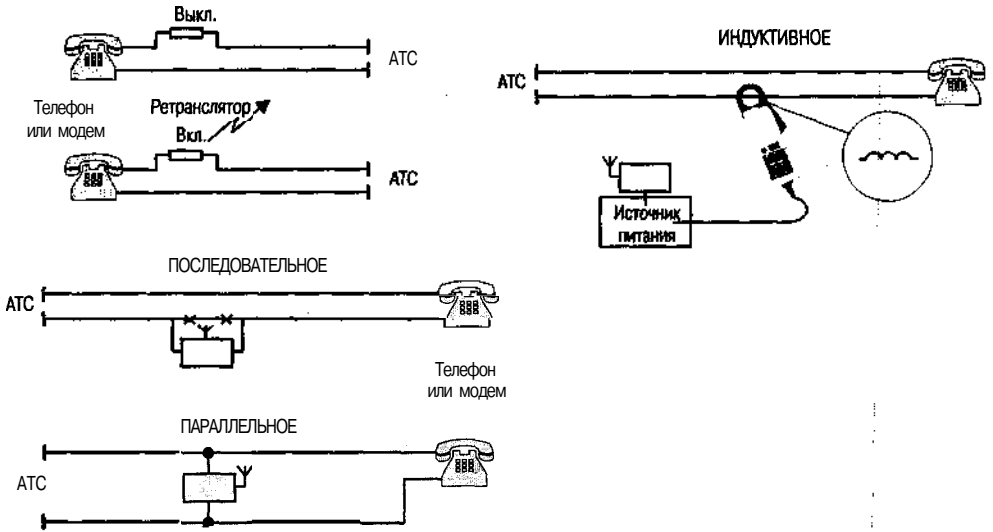 Выкл.
АТС
Телефон
или модем
Ретранслятор
Вкл.
АТС
ПОСЛЕДОВАТЕЛЬНОЕ
АТС
Телефон
или модем
ПАРАЛЛЕЛЬНОЕ
АТС
ИНДУКТИВНОЕ
АТС
Источник
питания